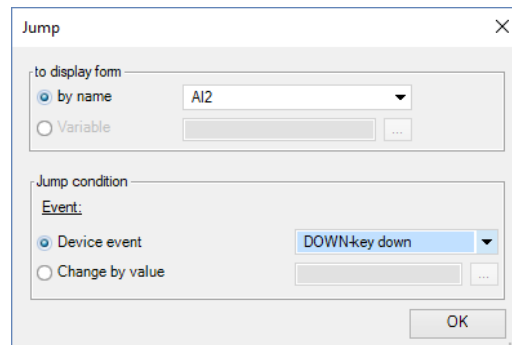 Jump
to display form
by name AI2
Variable ...
Jump condition
Event:
Device event DOWN-key down
Change by value ...
OK